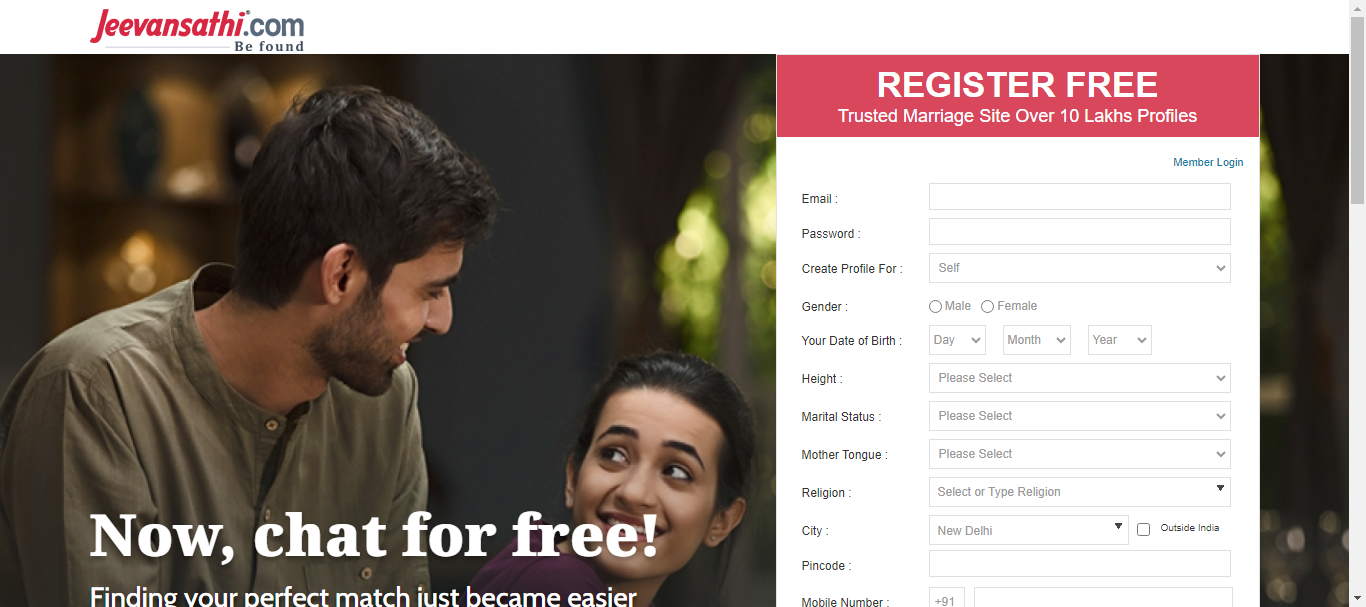 Jeevansathi.com
Be found
REGISTER FREE
Trusted Marriage Site Over 10 Lakhs Profiles
Member Login
Email :
Password :
Create Profile For : Self
Gender : Male Female
Your Date of Birth : Day Month Year
Height : Please Select
Marital Status : Please Select
Mother Tongue : Please Select
Religion : Select or Type Religion
City : New Delhi Outside India
Pincode :
Mobile Number : +91
Now, chat for free!
Finding your perfect match just became easier